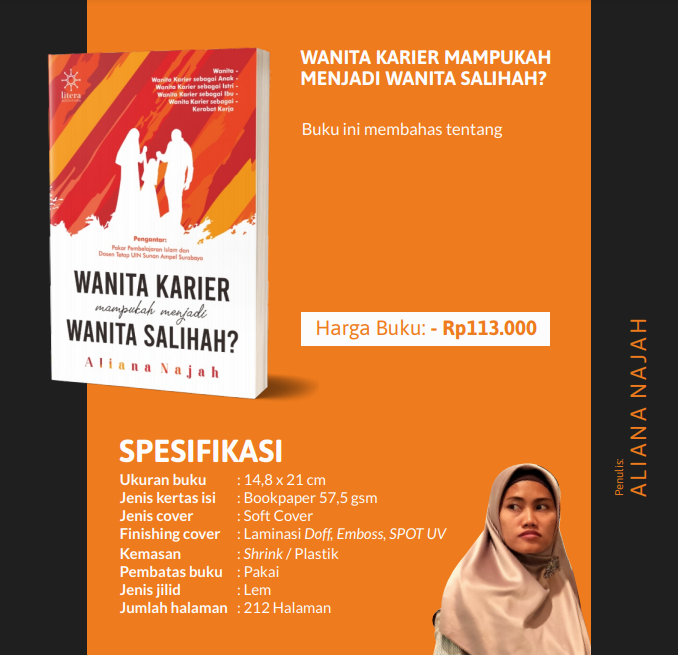 litera
Wanita -
Wanita Karier sebagai Anak -
Wanita Karier sebagai Istri -
Wanita Karier sebagai Ibu -
Wanita Karier sebagai -
Kerabat Kerja
Pengantar:
Pakar Pembelajaran Islam dan
Dosen Tetap UIN Sunan Ampel Surabaya
WANITA KARIER
mampukah menjadi
WANITA SALIHAH?
Aliana Najah
WANITA KARIER MAMPUKAH
MENJADI WANITA SALIHAH?
Buku ini membahas tentang
Harga Buku: - Rp113.000
SPESIFIKASI
Ukuran buku : 14,8 x 21 cm
Jenis kertas isi : Bookpaper 57,5 gsm
Jenis cover : Soft Cover
Finishing cover : Laminasi Doff, Emboss, SPOT UV
Kemasan : Shrink / Plastik
Pembatas buku : Pakai
Jenis jilid : Lem
Jumlah halaman : 212 Halaman
Penulis:
ALIANA NAJAH